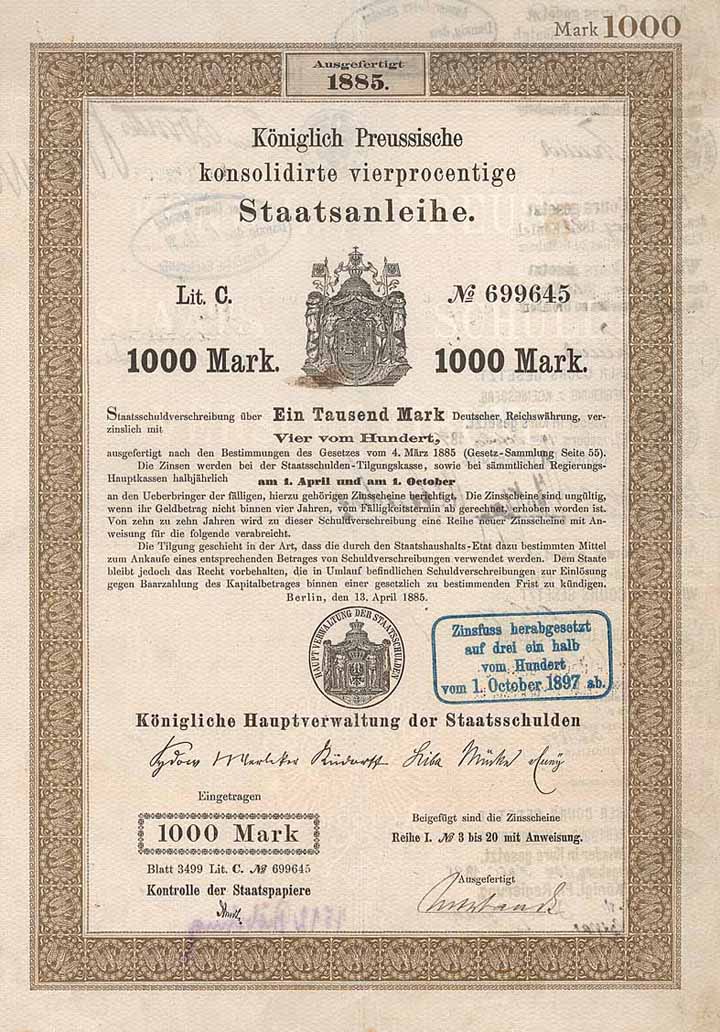 Mark 1000
Ausgefertigt
1885.
Königlich Preussische
konsolidirte vierprocentige
Staatsanleihe.
Lit. C. № 699645
1000 Mark. 1000 Mark.
Staatsschuldverschreibung über Ein Tausend Mark Deutscher Reichswährung, ver-
zinslich mit
Vier vom Hundert,
ausgefertigt nach den Bestimmungen des Gesetzes vom 4. März 1885 (Gesetz-Sammlung Seite 55).
Die Zinsen werden bei der Staatsschulden-Tilgungskasse, sowie bei sämmtlichen Regierungs-
Hauptkassen halbjährlich
am 1. April und am 1. October
an den Ueberbringer der fälligen, hierzu gehörigen Zinsscheine berichtigt. Die Zinsscheine sind ungültig,
wenn ihr Geldbetrag nicht binnen vier Jahren, vom Fälligkeitstermin ab gerechnet, erhoben worden ist.
Von zehn zu zehn Jahren wird zu dieser Schuldverschreibung eine Reihe neuer Zinsscheine mit An-
weisung für die folgende verabreicht.
Die Tilgung geschieht in der Art, dass die durch den Staatshaushalts-Etat dazu bestimmten Mittel
zum Ankaufe eines entsprechenden Betrages von Schuldverschreibungen verwendet werden. Dem Staate
bleibt jedoch das Recht vorbehalten, die in Umlauf befindlichen Schuldverschreibungen zur Einlösung
gegen Baarzahlung des Kapitalbetrages binnen einer gesetzlich zu bestimmenden Frist zu kündigen.
Berlin, den 13. April 1885.
HAUPTVERWALTUNG DER STAATSSCHULDEN
Zinsfuss herabgesetzt
auf drei ein halb
vom Hundert
vom 1. October 1897 ab.
Königliche Hauptverwaltung der Staatsschulden
Sydow Merleker Rüdorff Liba Mücke
Eingetragen
1000 Mark
Blatt 3499 Lit. C. № 699645
Kontrolle der Staatspapiere
Beigefügt sind die Zinsscheine
Reihe I. № 3 bis 20 mit Anweisung.
Ausgefertigt